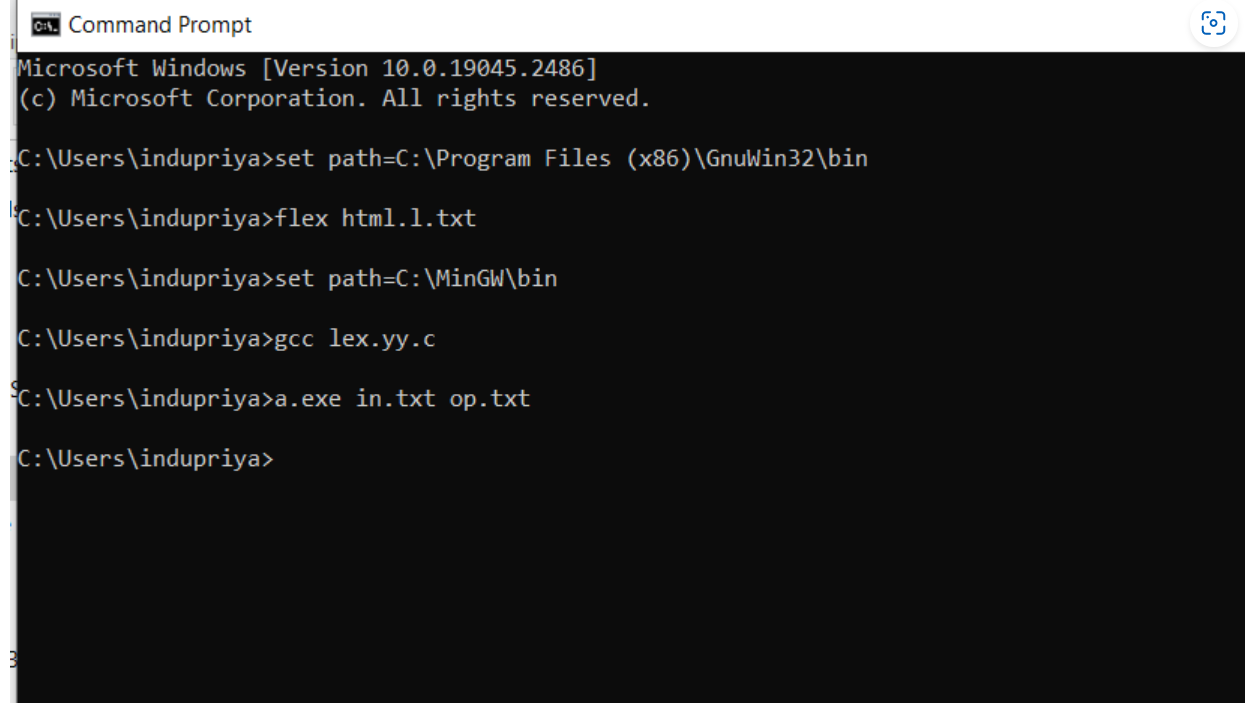 Command Prompt
Microsoft Windows [Version 10.0.19045.2486]
(c) Microsoft Corporation. All rights reserved.
C:\Users\indupriya>set path=C:\Program Files (x86)\GnuWin32\bin
C:\Users\indupriya>flex html.l.txt
C:\Users\indupriya>set path=C:\MinGW\bin
C:\Users\indupriya>gcc lex.yy.c
C:\Users\indupriya>a.exe in.txt op.txt
C:\Users\indupriya>